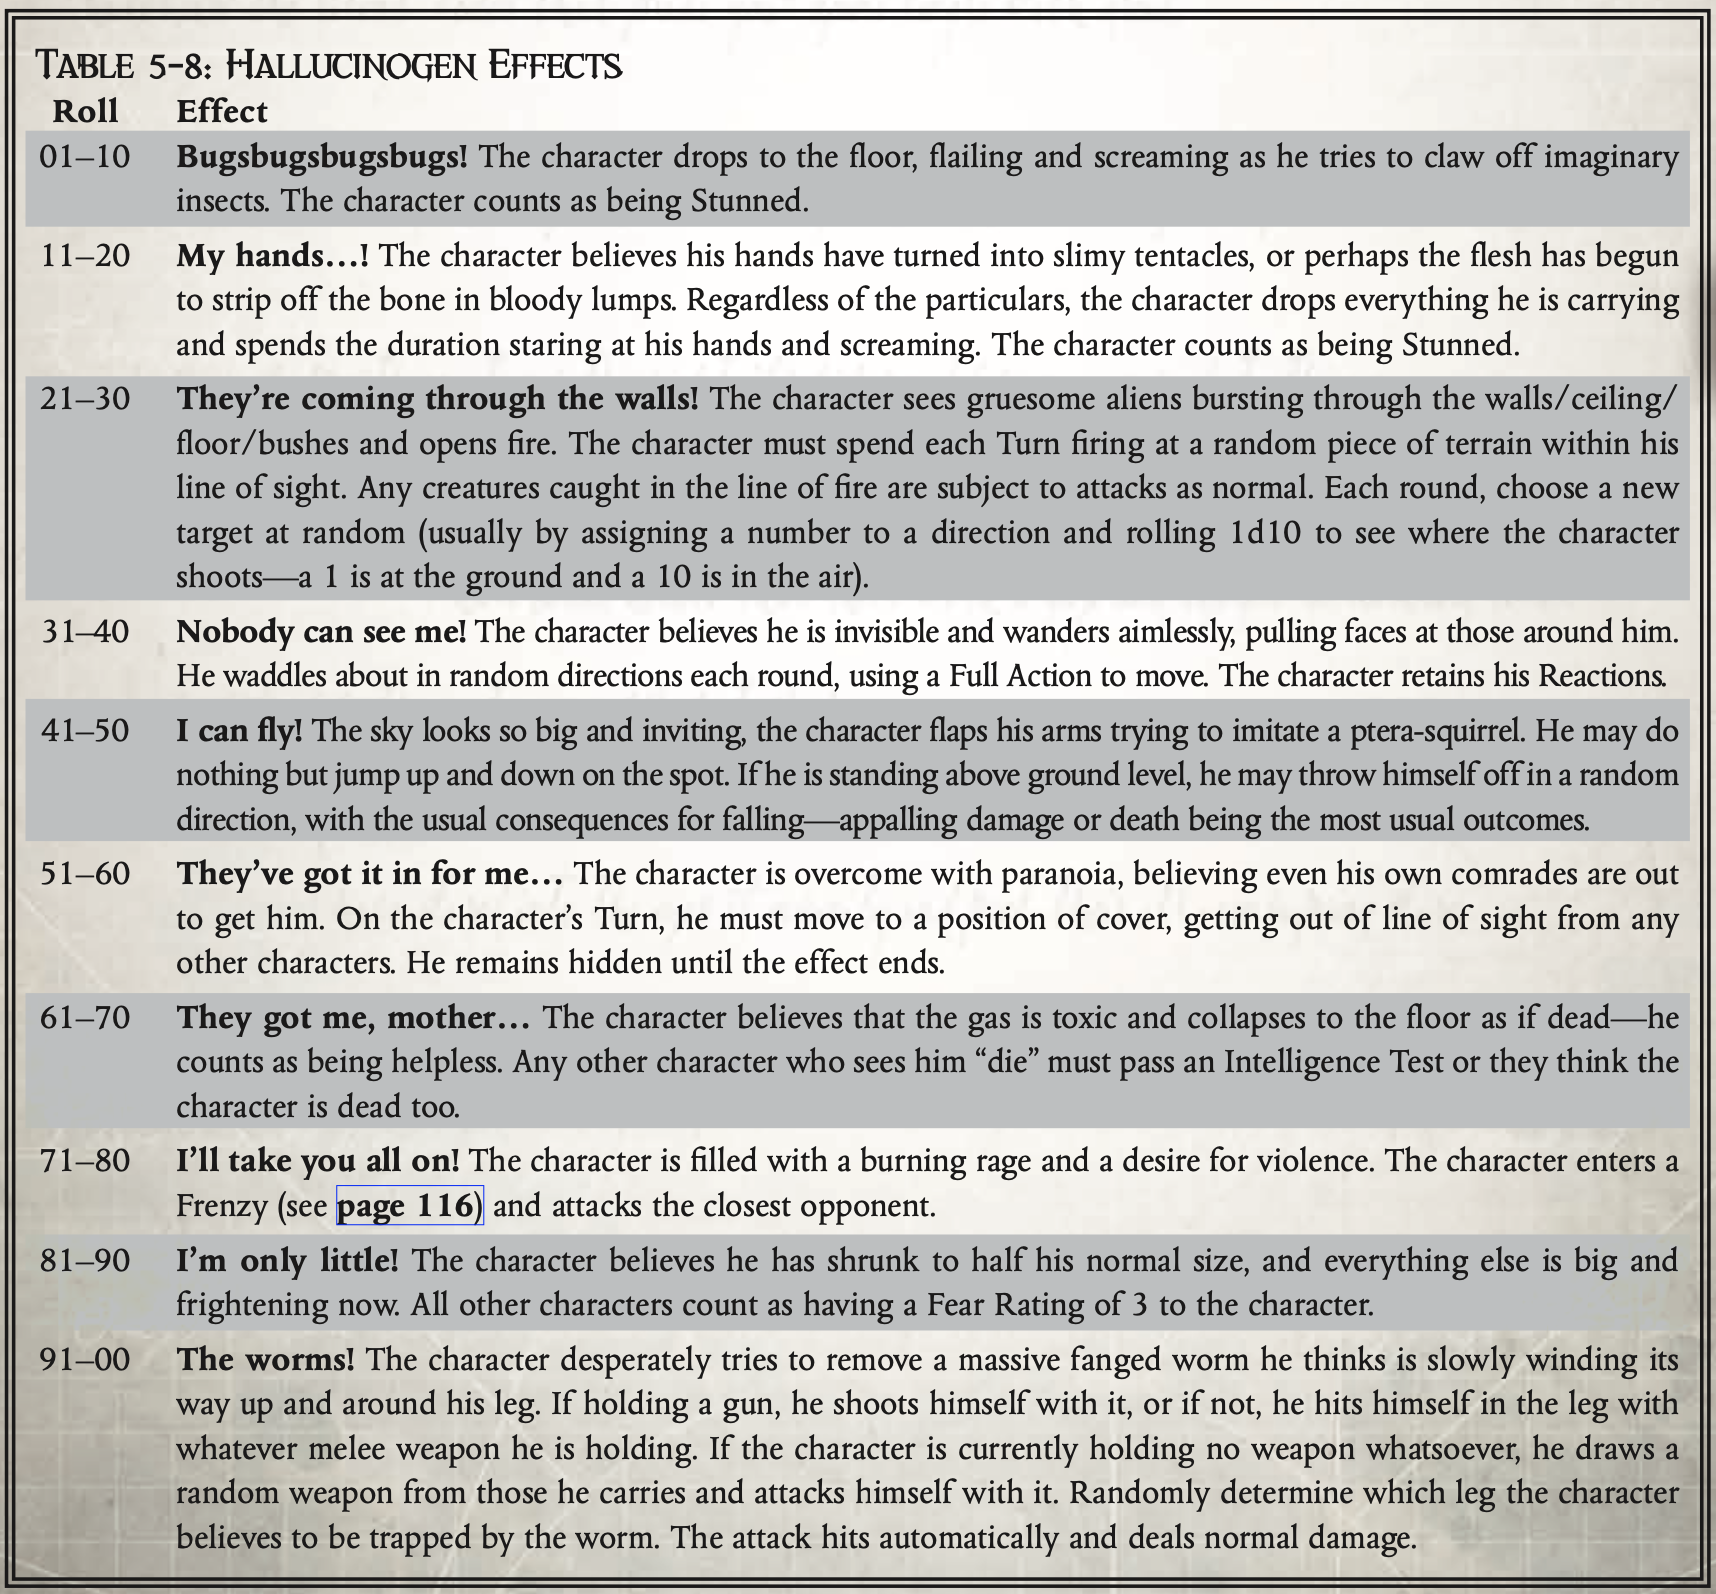 TABLE 5-8: HALLUCINOGEN EFFECTS
Roll Effect
01–10 Bugsbugsbugsbugs! The character drops to the floor, flailing and screaming as he tries to claw off imaginary
insects. The character counts as being Stunned.
11–20 My hands…! The character believes his hands have turned into slimy tentacles, or perhaps the flesh has begun
to strip off the bone in bloody lumps. Regardless of the particulars, the character drops everything he is carrying
and spends the duration staring at his hands and screaming. The character counts as being Stunned.
21–30 They’re coming through the walls! The character sees gruesome aliens bursting through the walls/ceiling/
floor/bushes and opens fire. The character must spend each Turn firing at a random piece of terrain within his
line of sight. Any creatures caught in the line of fire are subject to attacks as normal. Each round, choose a new
target at random (usually by assigning a number to a direction and rolling 1d10 to see where the character
shoots—a 1 is at the ground and a 10 is in the air).
31–40 Nobody can see me! The character believes he is invisible and wanders aimlessly, pulling faces at those around him.
He waddles about in random directions each round, using a Full Action to move. The character retains his Reactions.
41–50 I can fly! The sky looks so big and inviting, the character flaps his arms trying to imitate a ptera-squirrel. He may do
nothing but jump up and down on the spot. If he is standing above ground level, he may throw himself off in a random
direction, with the usual consequences for falling—appalling damage or death being the most usual outcomes.
51–60 They’ve got it in for me… The character is overcome with paranoia, believing even his own comrades are out
to get him. On the character’s Turn, he must move to a position of cover, getting out of line of sight from any
other characters. He remains hidden until the effect ends.
61–70 They got me, mother… The character believes that the gas is toxic and collapses to the floor as if dead—he
counts as being helpless. Any other character who sees him “die” must pass an Intelligence Test or they think the
character is dead too.
71–80 I’ll take you all on! The character is filled with a burning rage and a desire for violence. The character enters a
Frenzy (see page 116) and attacks the closest opponent.
81–90 I’m only little! The character believes he has shrunk to half his normal size, and everything else is big and
frightening now. All other characters count as having a Fear Rating of 3 to the character.
91–00 The worms! The character desperately tries to remove a massive fanged worm he thinks is slowly winding its
way up and around his leg. If holding a gun, he shoots himself with it, or if not, he hits himself in the leg with
whatever melee weapon he is holding. If the character is currently holding no weapon whatsoever, he draws a
random weapon from those he carries and attacks himself with it. Randomly determine which leg the character
believes to be trapped by the worm. The attack hits automatically and deals normal damage.